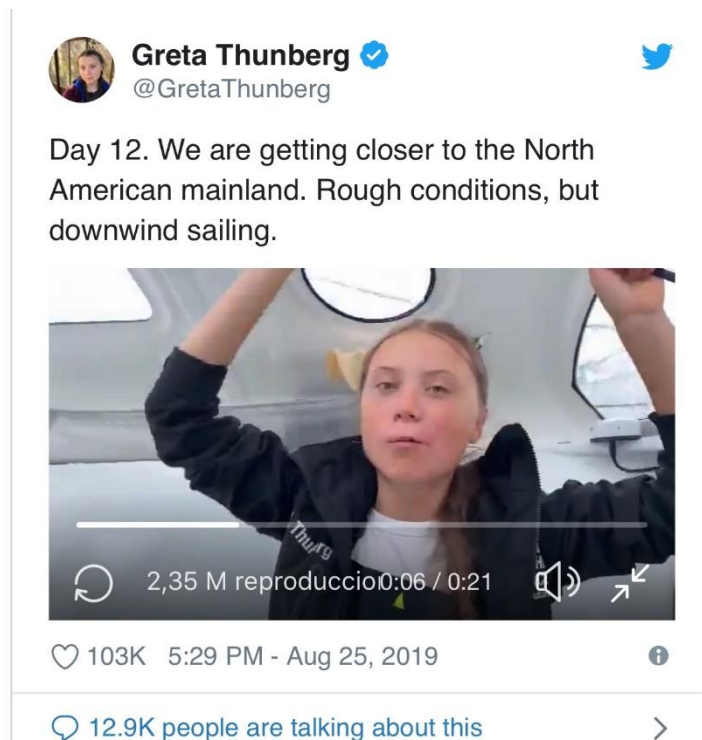 Greta Thunberg
@GretaThunberg
Day 12. We are getting closer to the North
American mainland. Rough conditions, but
downwind sailing.
2,35 M reproduccio0:06 / 0:21
103K 5:29 PM - Aug 25, 2019
12.9K people are talking about this